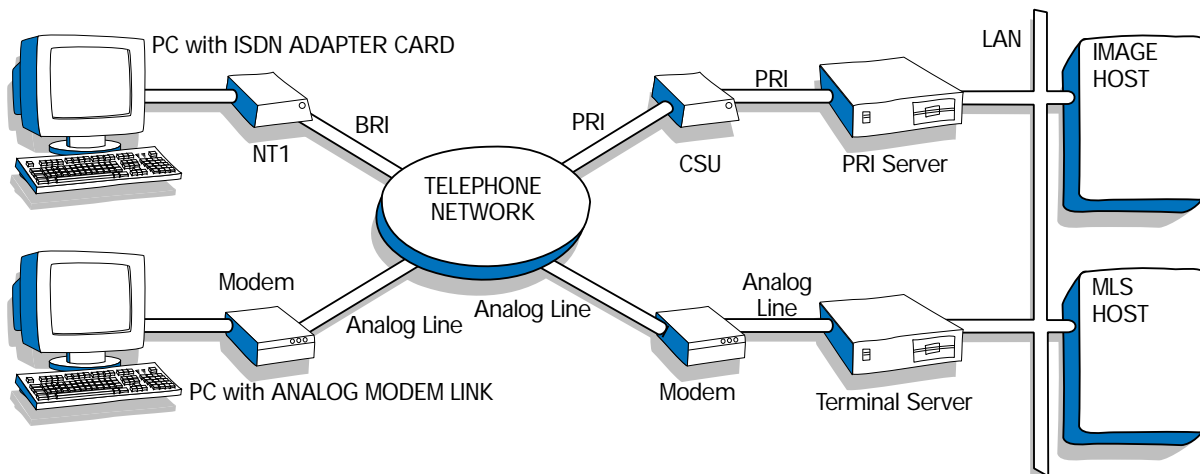 PC with ISDN ADAPTER CARD
NT1
BRI
TELEPHONE
NETWORK
PRI
CSU
PRI
PRI Server
LAN
IMAGE
HOST
Modem
Analog Line
PC with ANALOG MODEM LINK
Analog Line
Modem
Analog
Line
Terminal Server
MLS
HOST